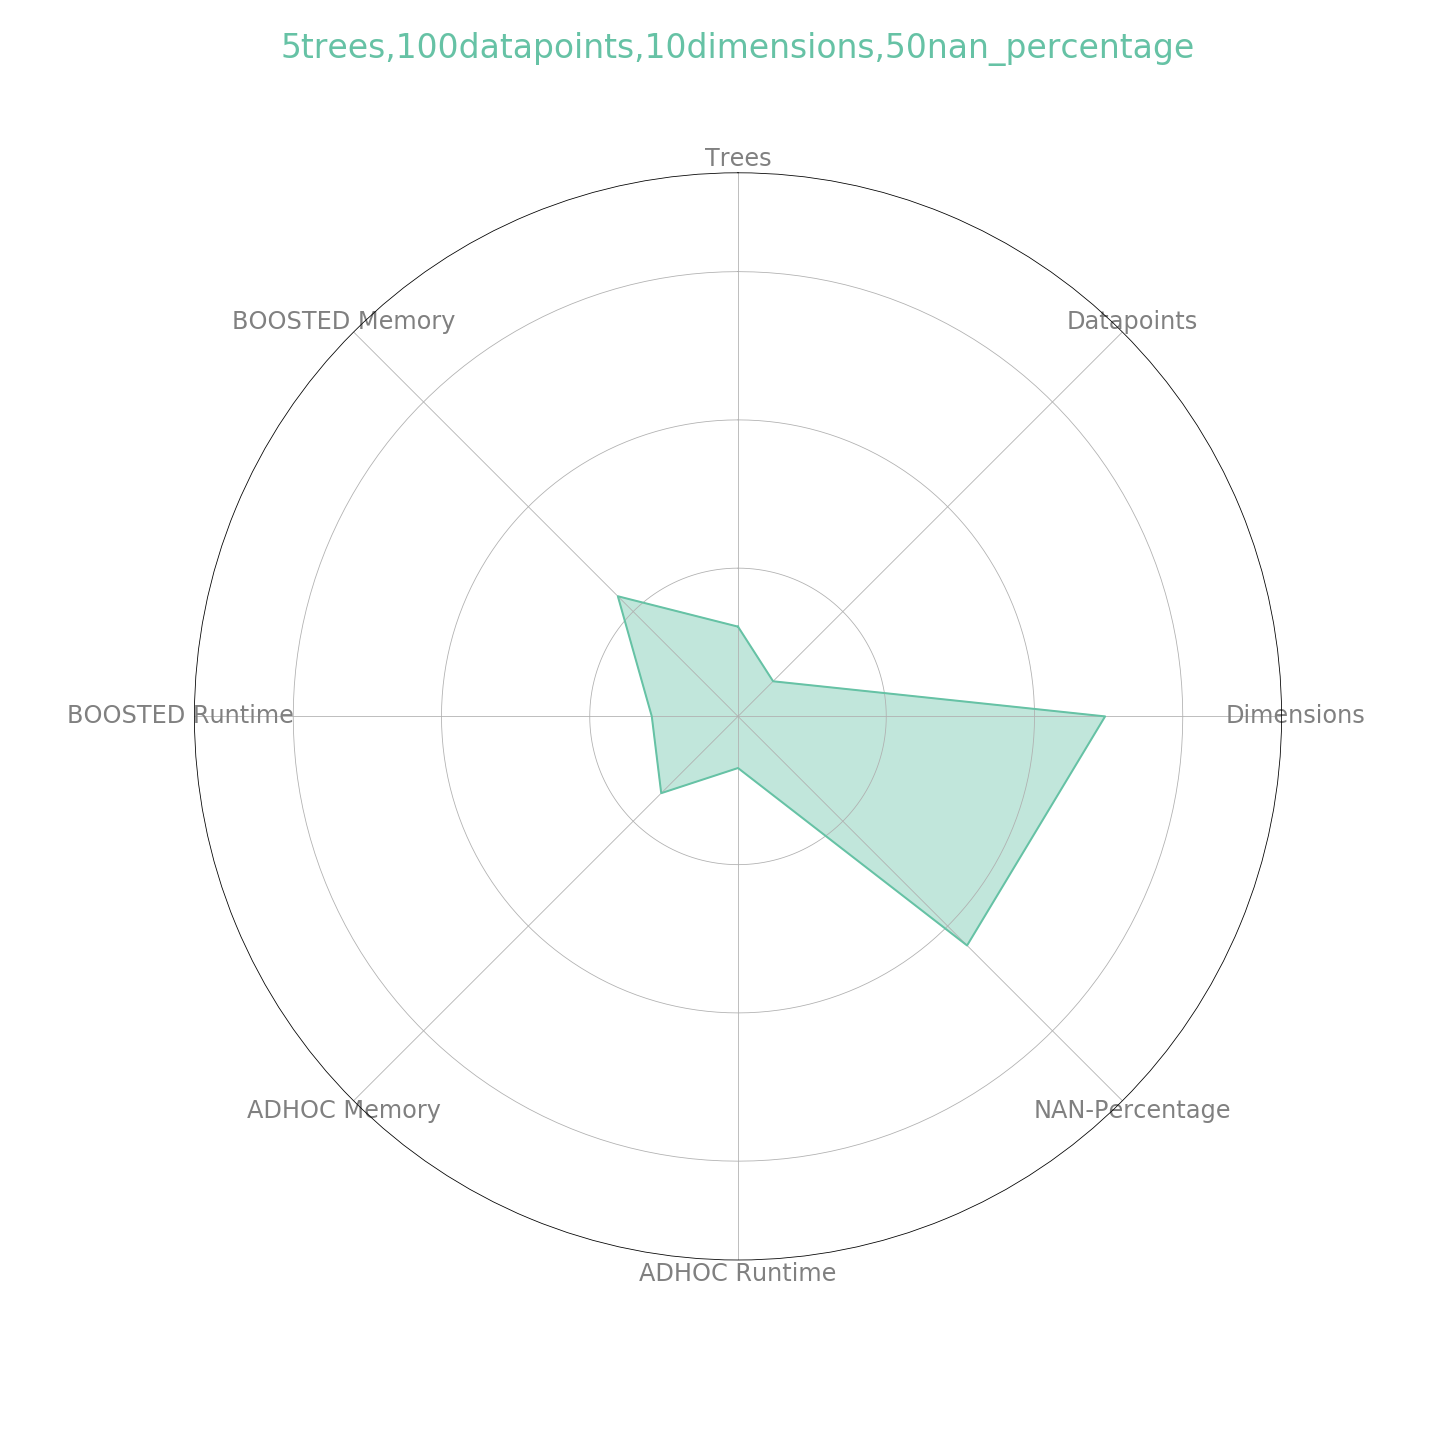 5trees,100datapoints,10dimensions,50nan_percentage
Trees
BOOSTED Memory
Datapoints
BOOSTED Runtime
Dimensions
ADHOC Memory
NAN-Percentage
ADHOC Runtime